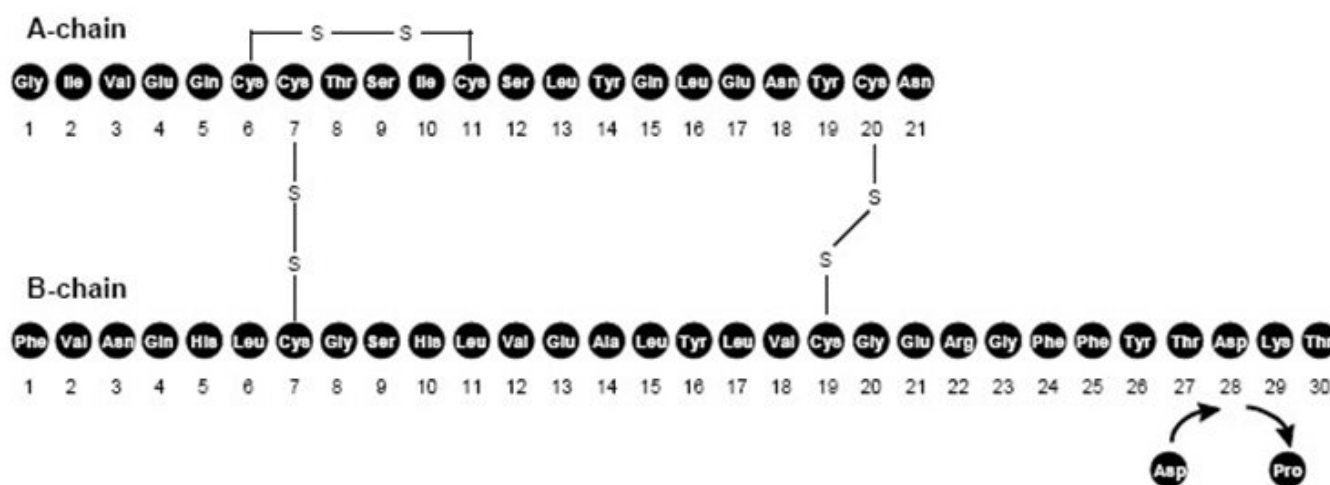 A-chain
S S
Gly Ile Val Glu Gln Cys Cys Thr Ser Ile Cys Ser Leu Tyr Gln Leu Glu Asn Tyr Cys Asn
1 2 3 4 5 6 7 8 9 10 11 12 13 14 15 16 17 18 19 20 21
S S
S S
B-chain
Phe Val Asn Gln His Leu Cys Gly Ser His Leu Val Glu Ala Leu Tyr Leu Val Cys Gly Glu Arg Gly Phe Phe Tyr Thr Asp Lys Thr
1 2 3 4 5 6 7 8 9 10 11 12 13 14 15 16 17 18 19 20 21 22 23 24 25 26 27 28 29 30
Asp Pro